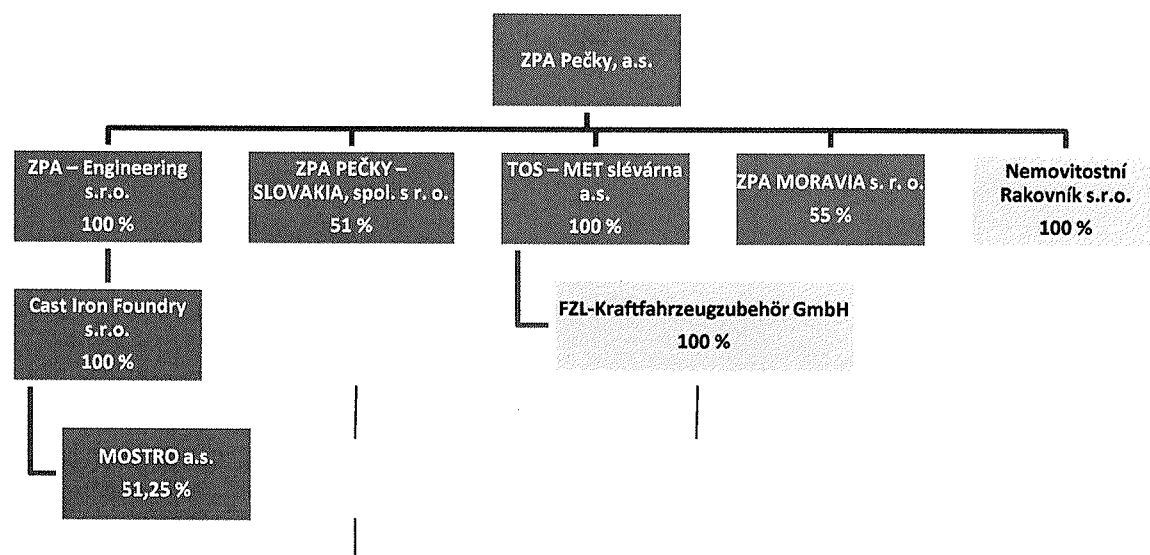 ZPA Pečky, a.s.
ZPA – Engineering
s.r.o.
100 %
ZPA PEČKY –
SLOVAKIA, spol. s r. o.
51 %
TOS – MET slévárna
a.s.
100 %
ZPA MORAVIA s. r. o.
55 %
Nemovitostní
Rakovník s.r.o.
100 %
Cast Iron Foundry
s.r.o.
100 %
FZL-Kraftfahrzeugzubehör GmbH
100 %
MOSTRO a.s.
51,25 %